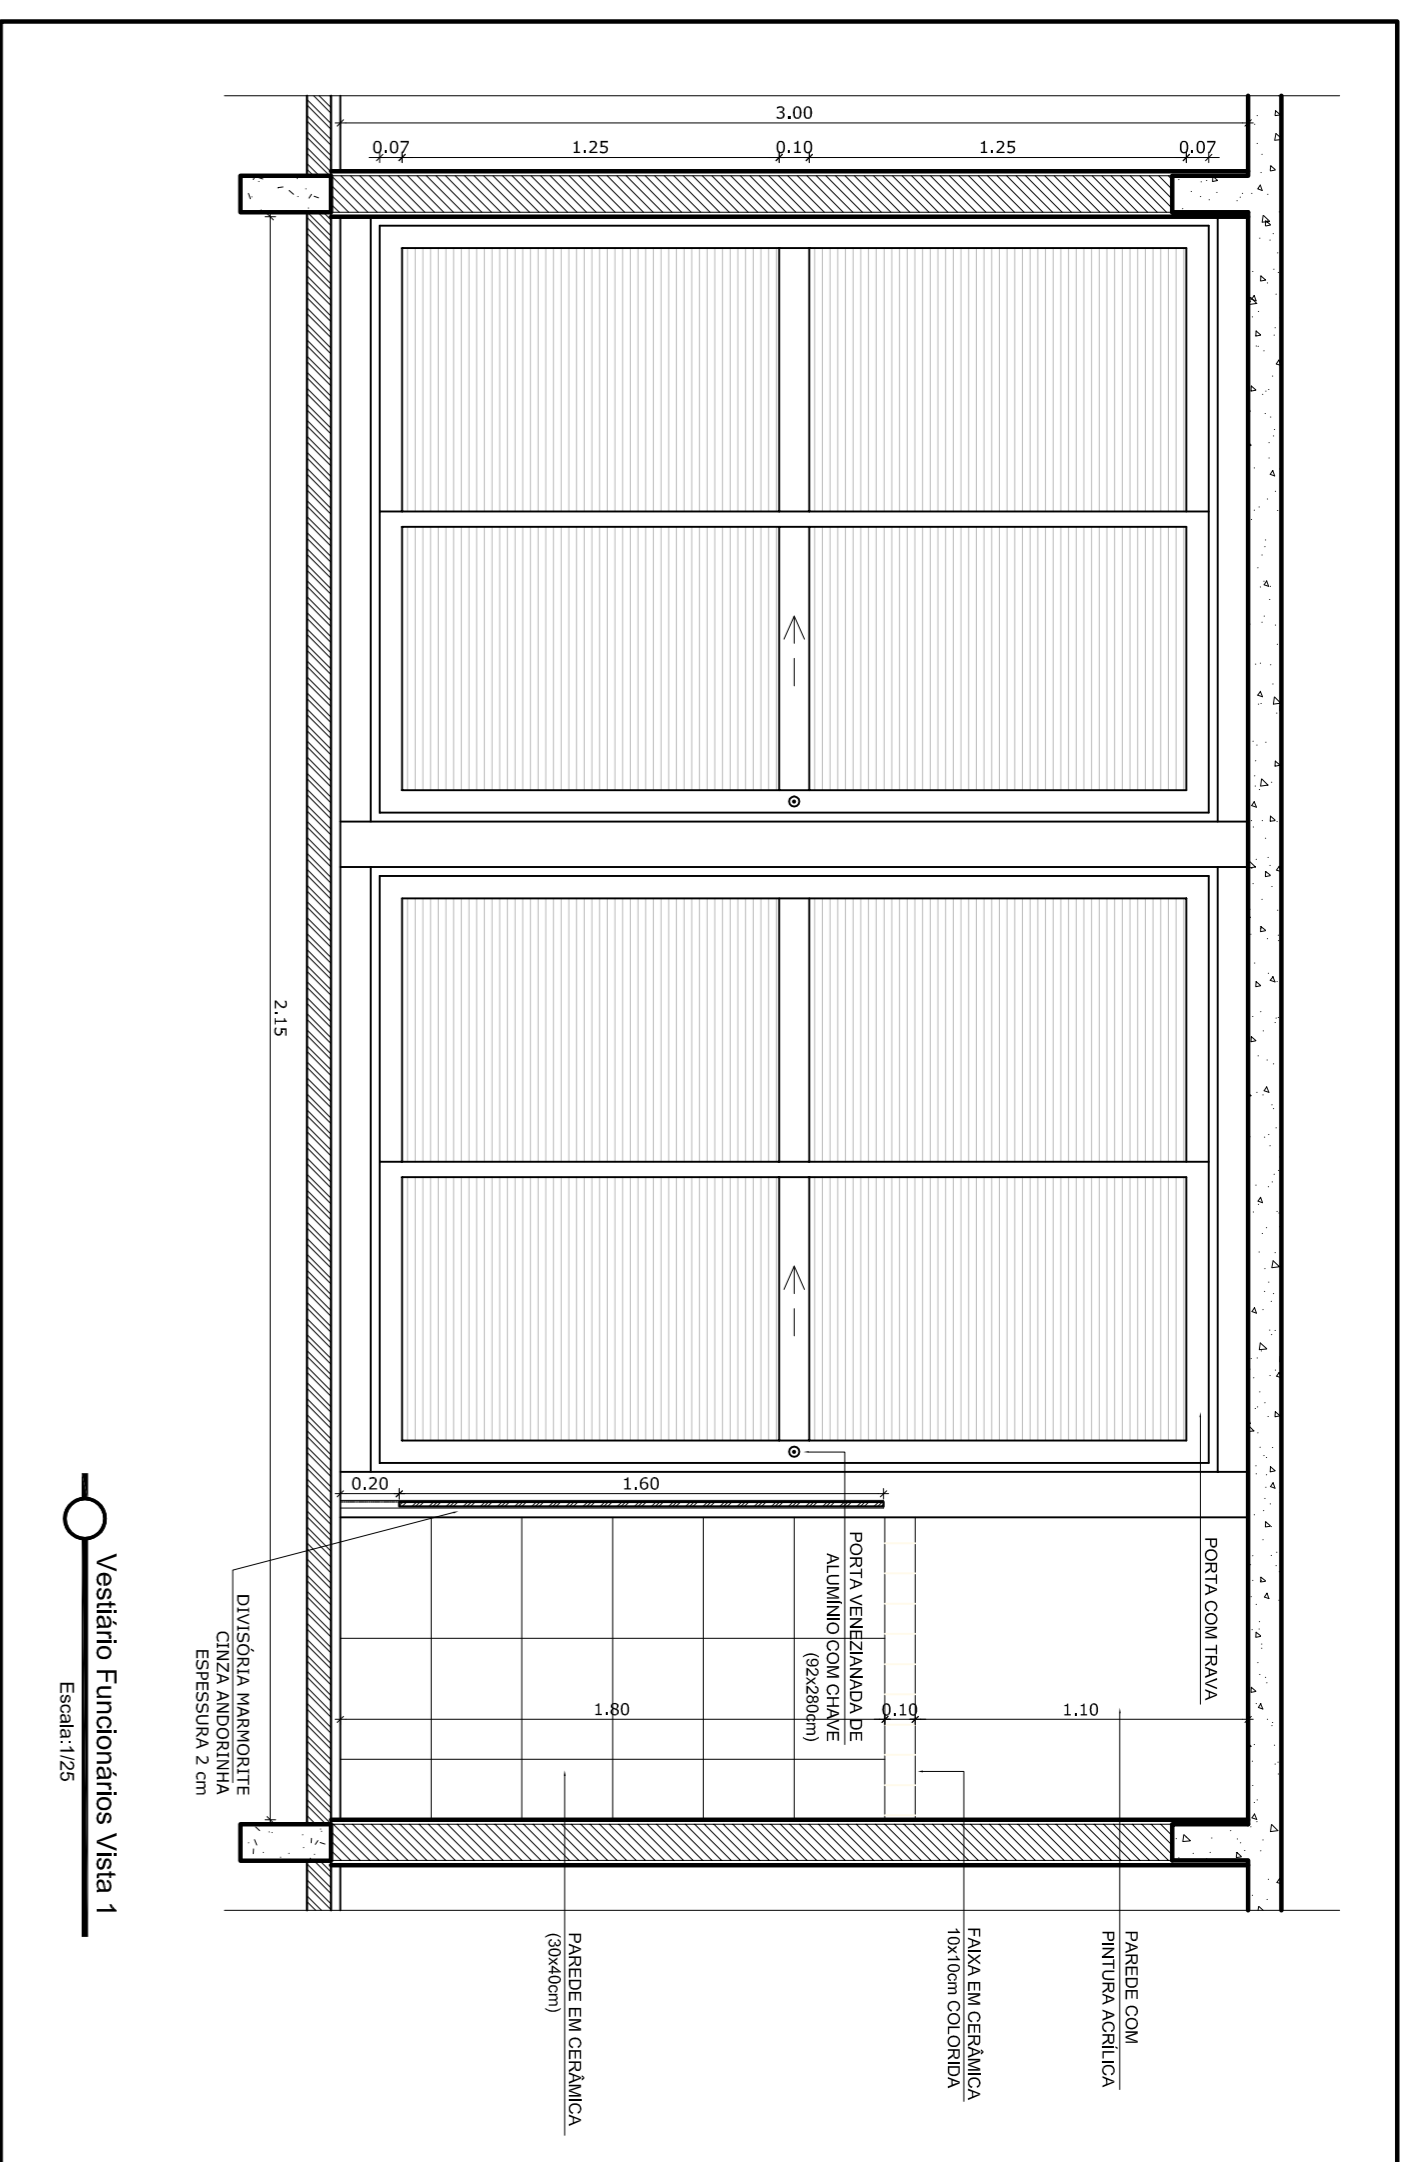 3.00
0.07
1.25
0.10
1.25
0.07
2.15
0.20
1.60
1.80
0.10
1.10
PORTA COM TRAVA
PORTA VENEZIANADA DE
ALUMÍNIO COM CHAVE
(92x280cm)
DIVISÓRIA MARMORITE
CINZA ANDORINHA
ESPESSURA 2 cm
PAREDE COM
PINTURA ACRÍLICA
FAIXA EM CERÂMICA
10x10cm COLORIDA
PAREDE EM CERÂMICA
(30x40cm)
Vestiário Funcionários Vista 1
Escala:1/25